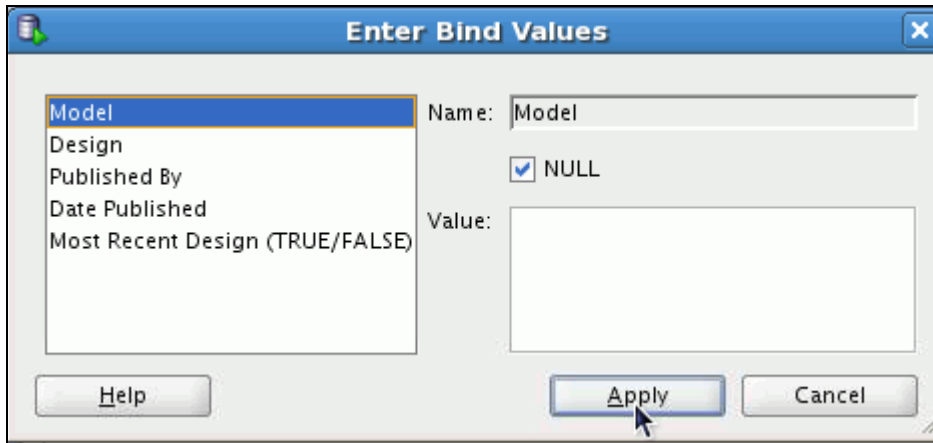 Enter Bind Values
Model
Design
Published By
Date Published
Most Recent Design (TRUE/FALSE)
Name: Model
NULL
Value:
Help
Apply
Cancel